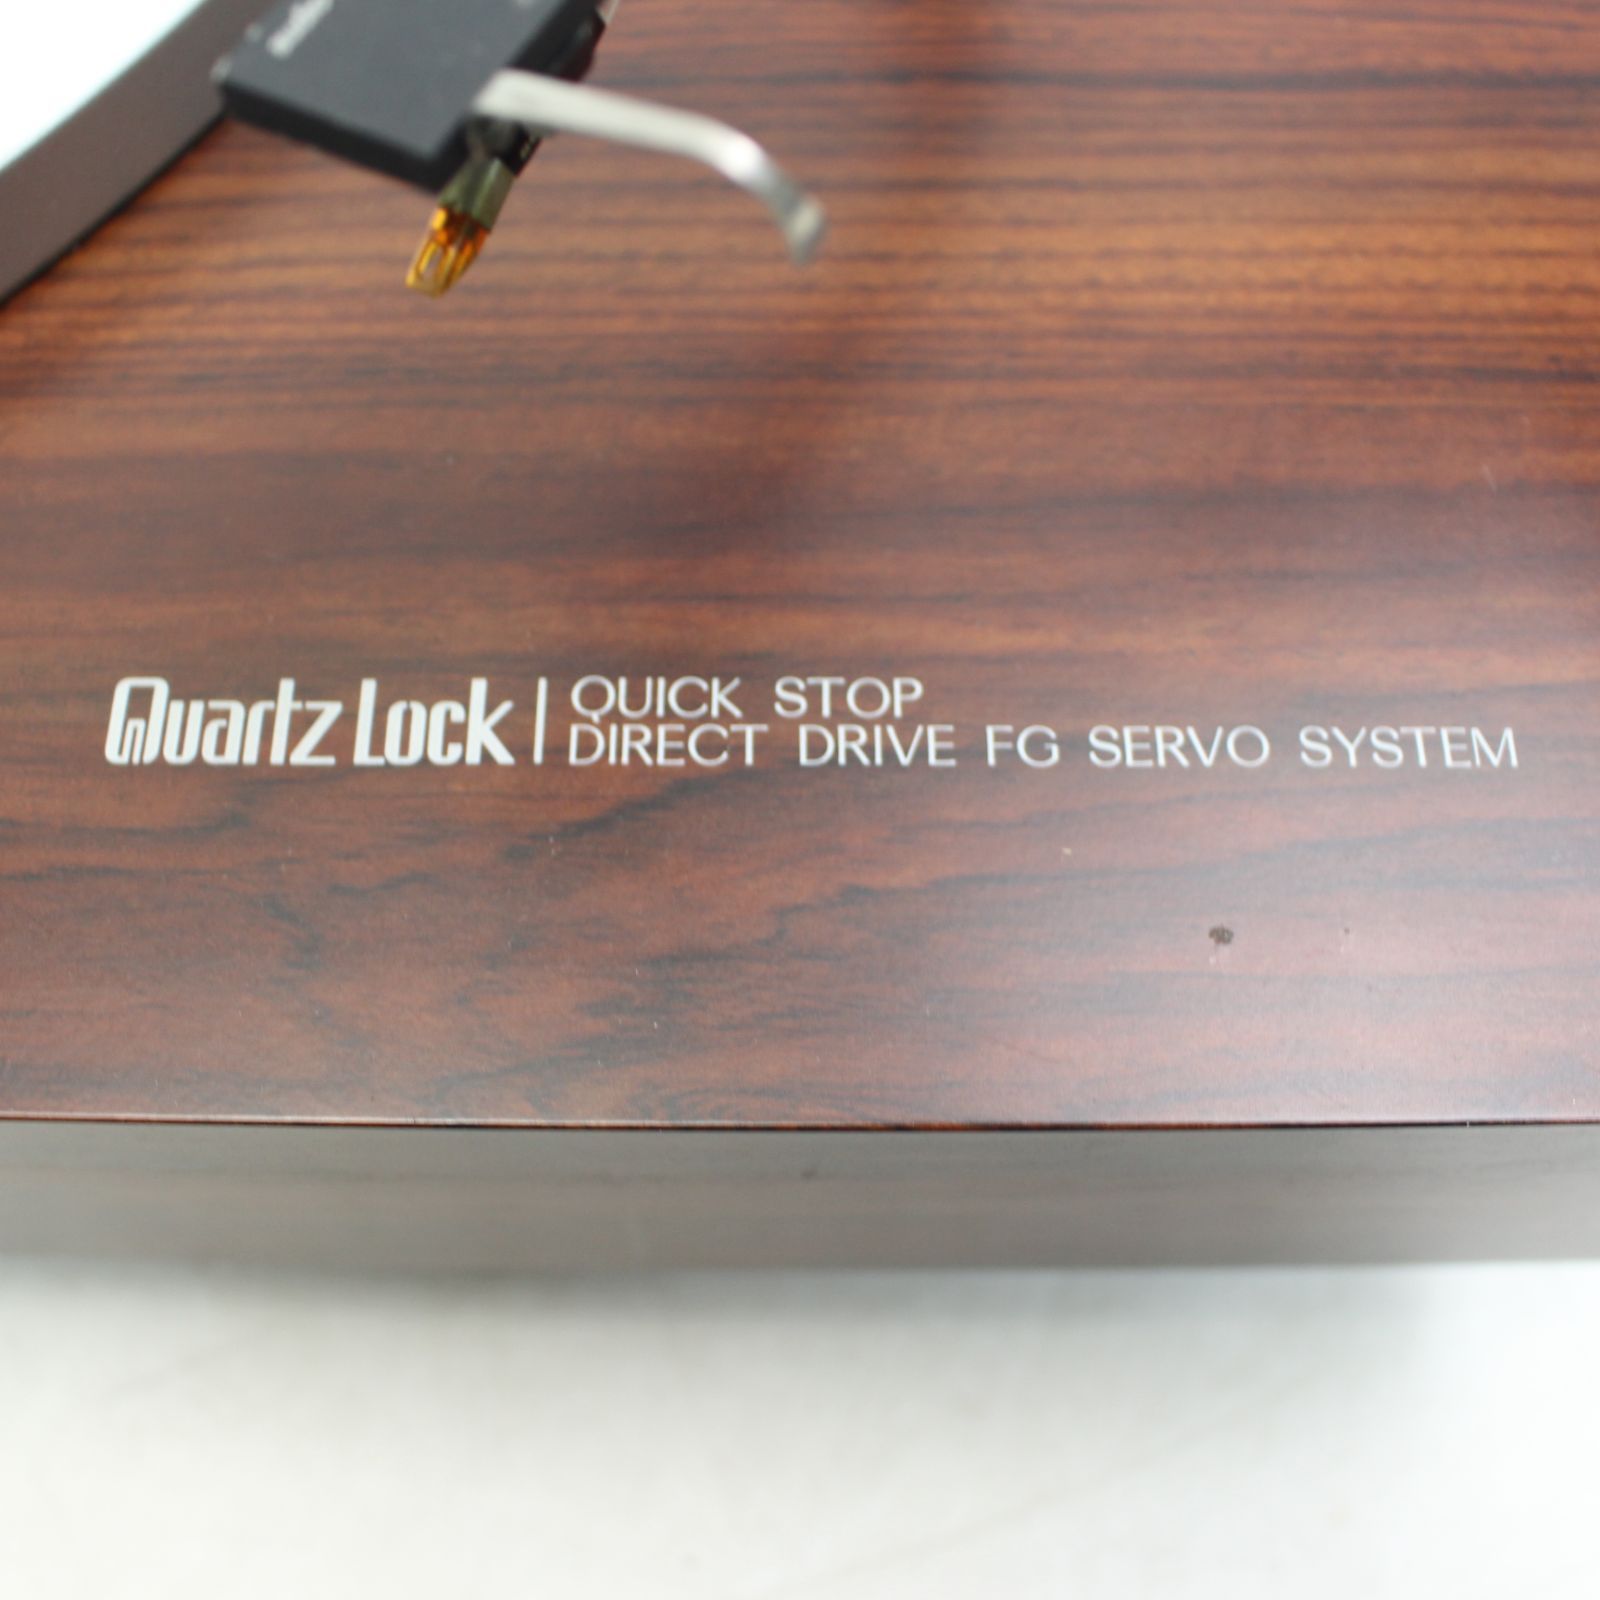 Quartz Lock | QUICK STOP
DIRECT DRIVE FG SERVO SYSTEM